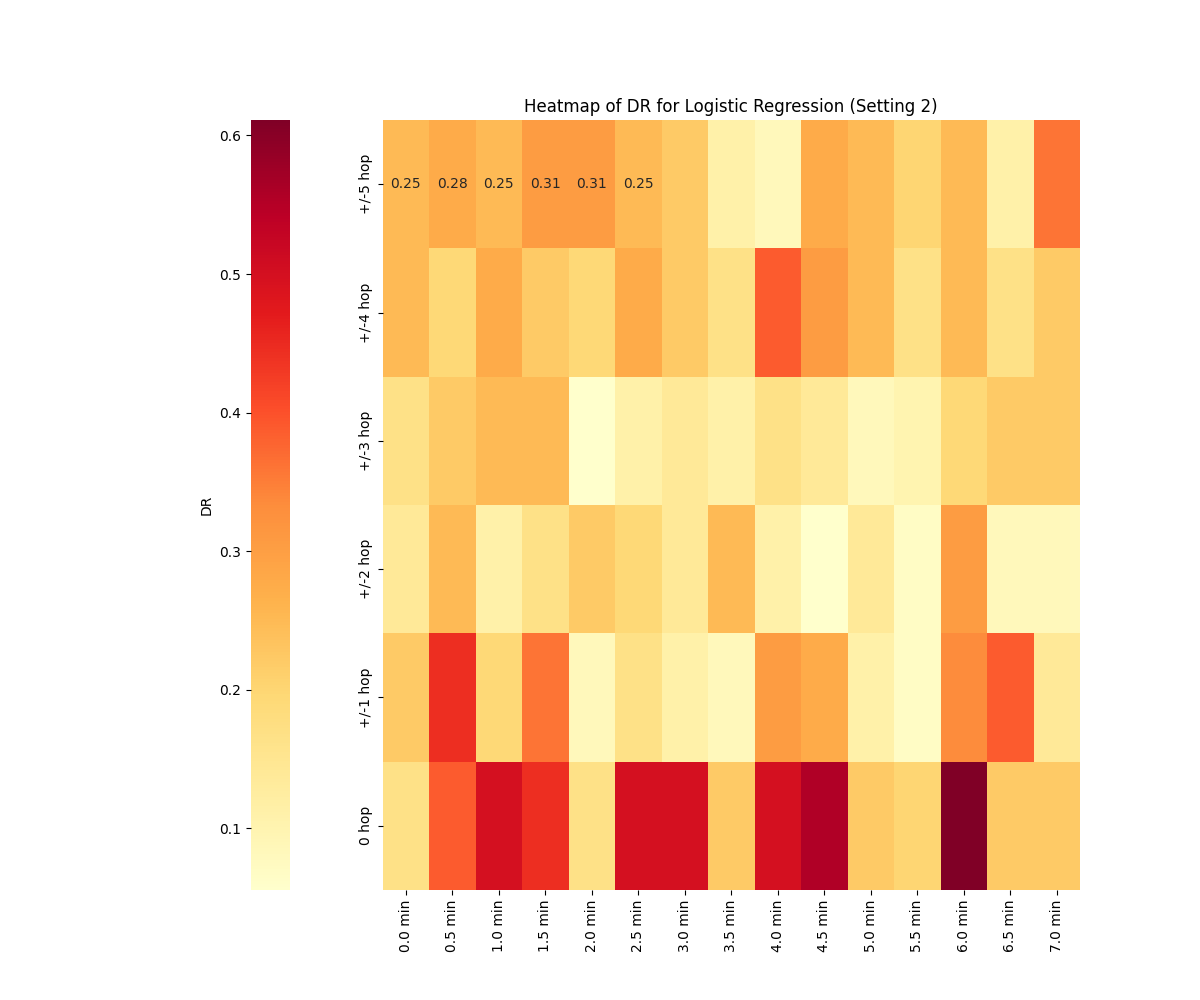 Heatmap of DR for Logistic Regression (Setting 2)
0.6
0.5
0.4
0.3
0.2
0.1
DR
+/-5 hop
+/-4 hop
+/-3 hop
+/-2 hop
+/-1 hop
0 hop
0.25 0.28 0.25 0.31 0.31 0.25
0.0 min 0.5 min 1.0 min 1.5 min 2.0 min 2.5 min 3.0 min 3.5 min 4.0 min 4.5 min 5.0 min 5.5 min 6.0 min 6.5 min 7.0 min